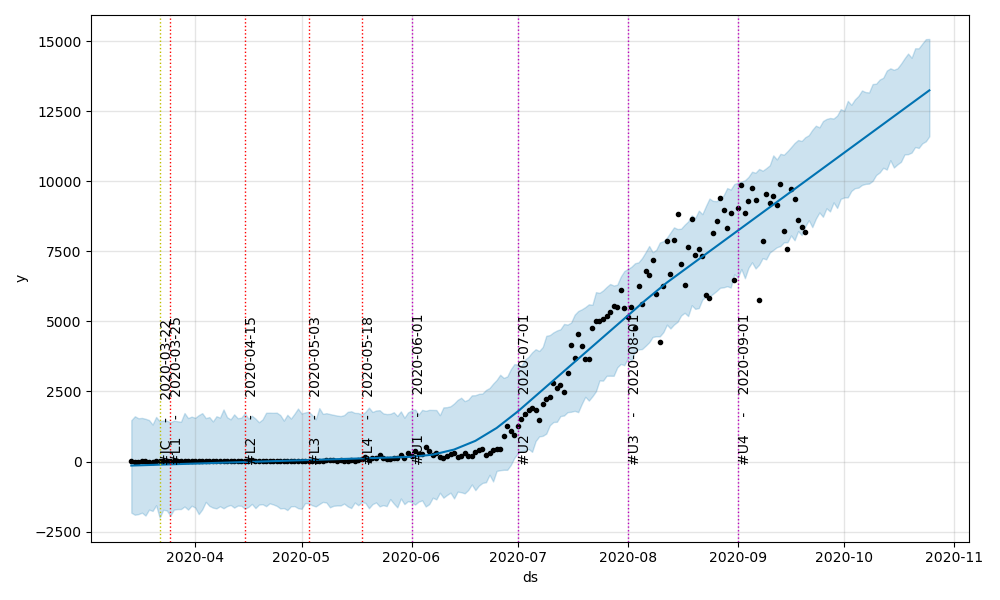 15000
12500
10000
7500
5000
2500
0
−2500
y
#JC - 2020-03-22
#L1 - 2020-03-25
#L2 - 2020-04-15
#L3 - 2020-05-03
#L4 - 2020-05-18
#U1 - 2020-06-01
#U2 - 2020-07-01
#U3 - 2020-08-01
#U4 - 2020-09-01
2020-04 2020-05 2020-06 2020-07 2020-08 2020-09 2020-10 2020-11
ds